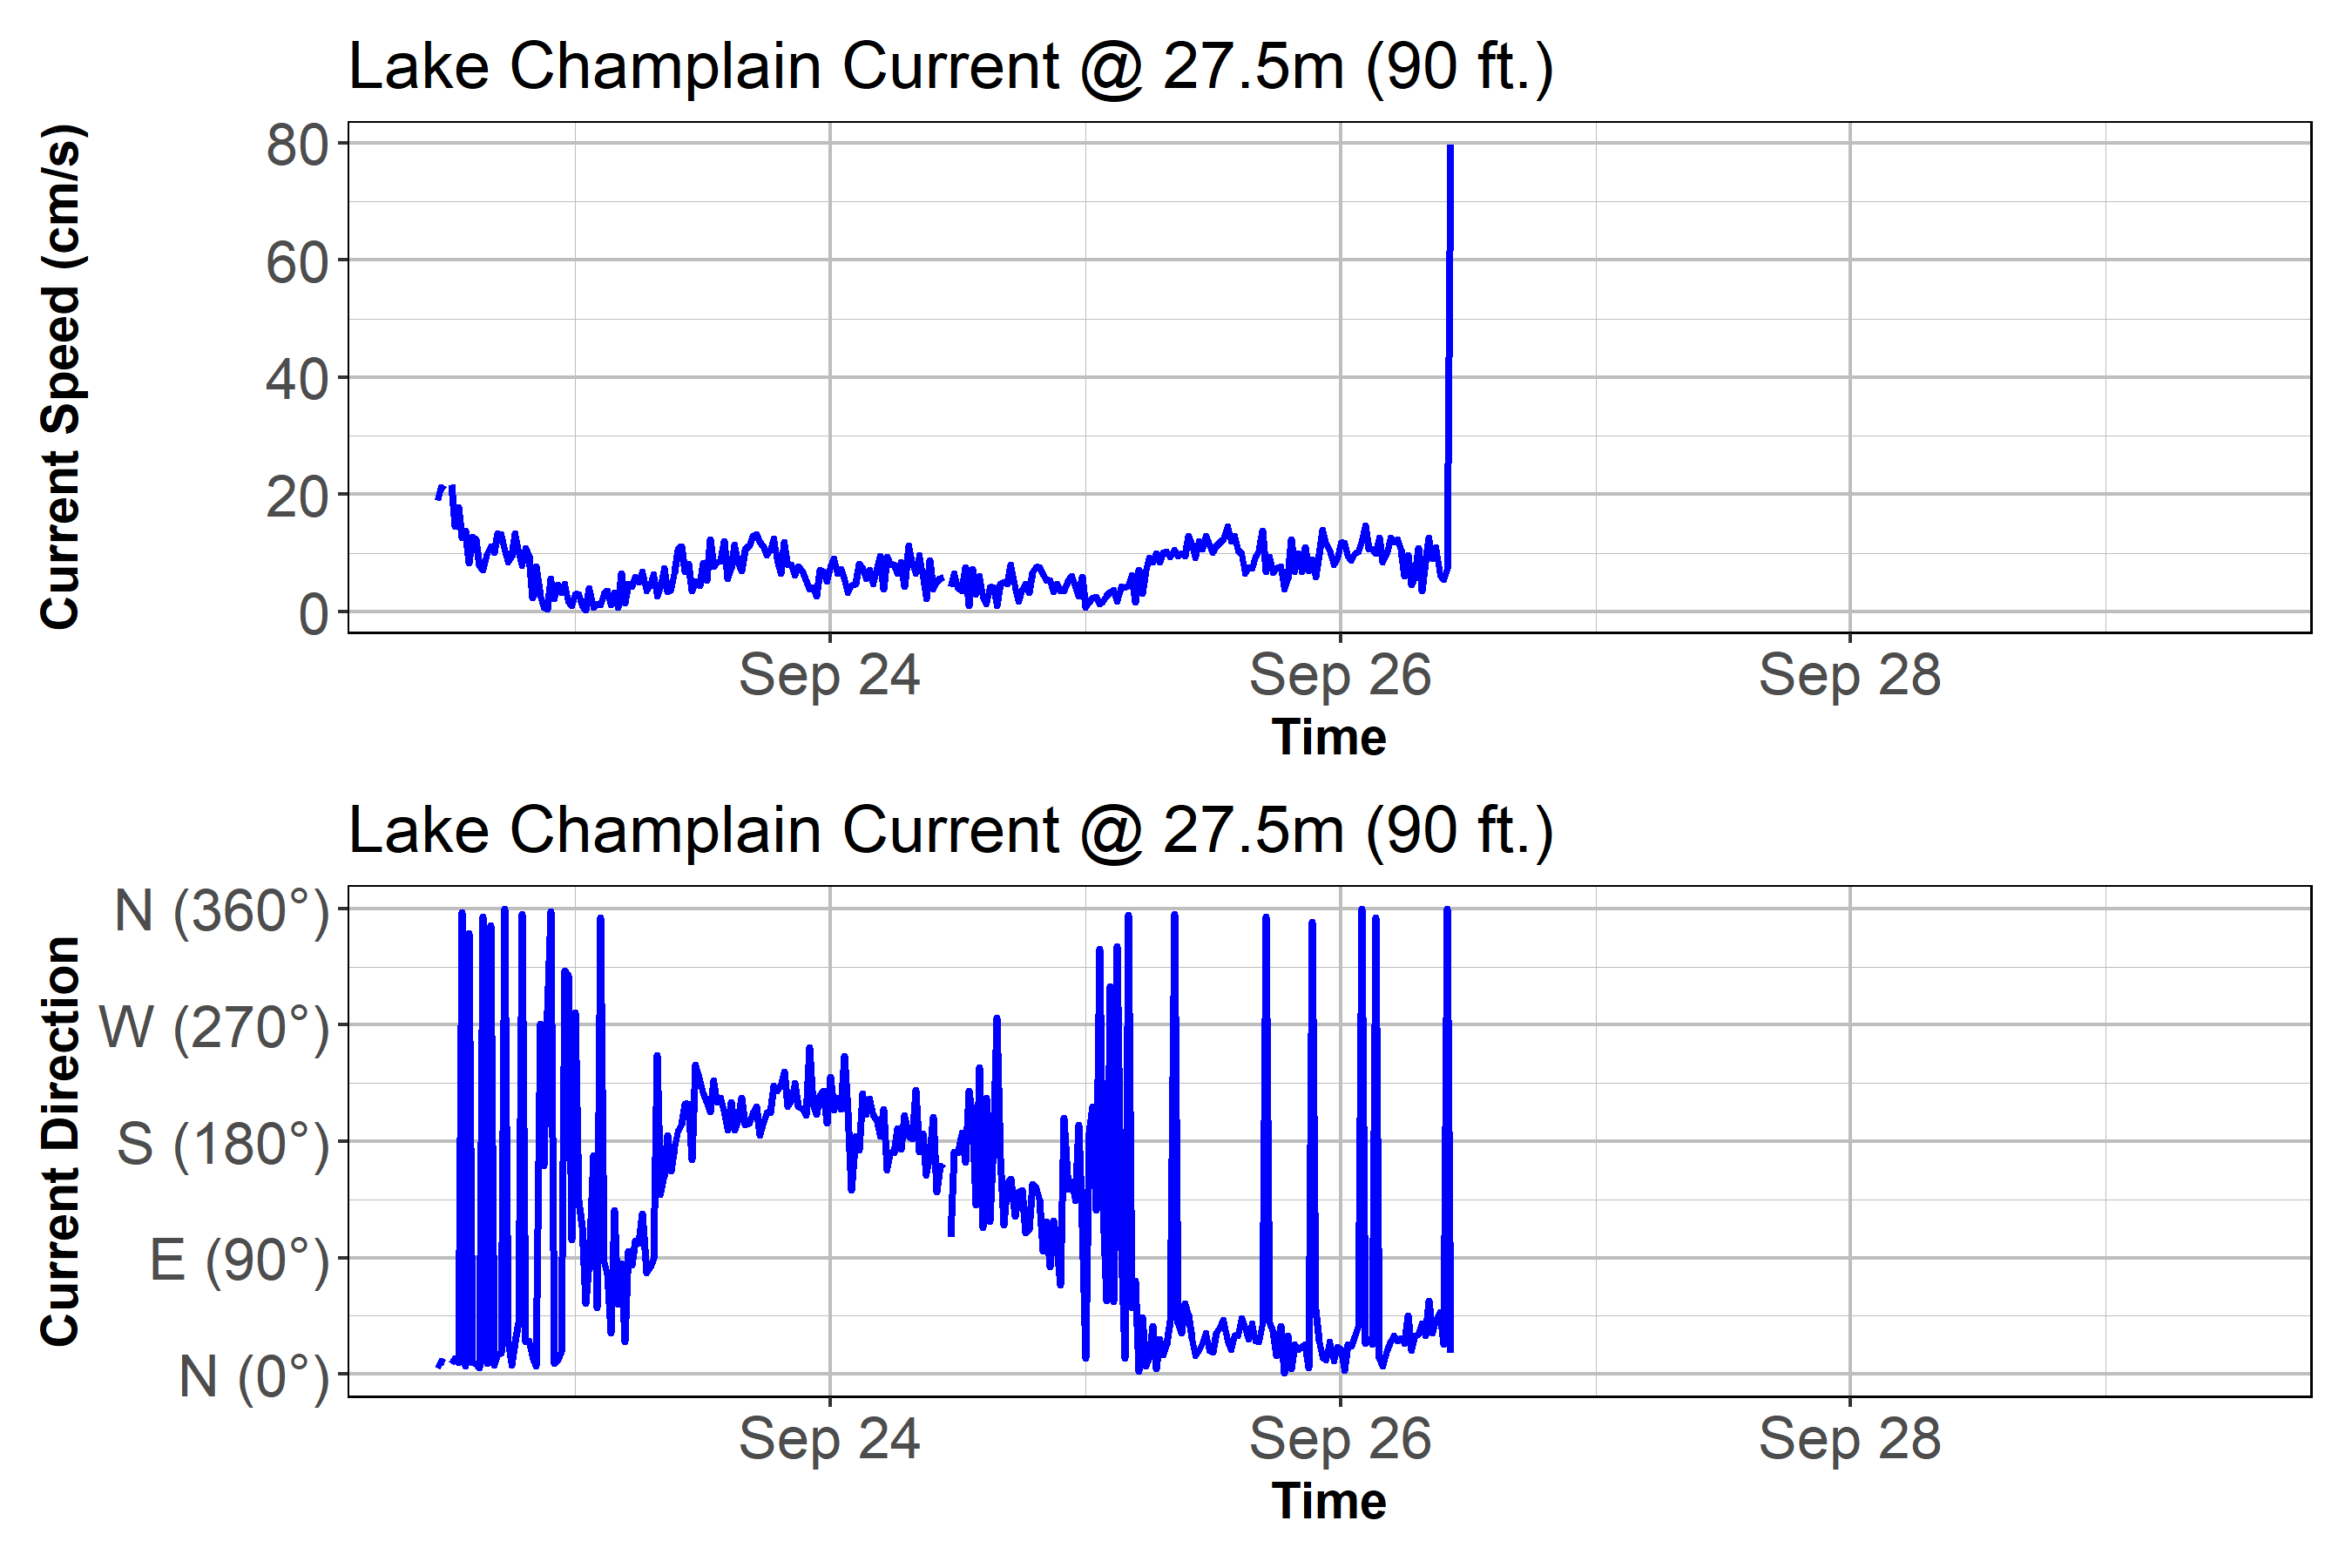 Lake Champlain Current @ 27.5m (90 ft.)
Current Speed (cm/s)
80
60
40
20
0
Sep 24 Sep 26 Sep 28
Time
Lake Champlain Current @ 27.5m (90 ft.)
Current Direction
N (360°)
W (270°)
S (180°)
E (90°)
N (0°)
Sep 24 Sep 26 Sep 28
Time